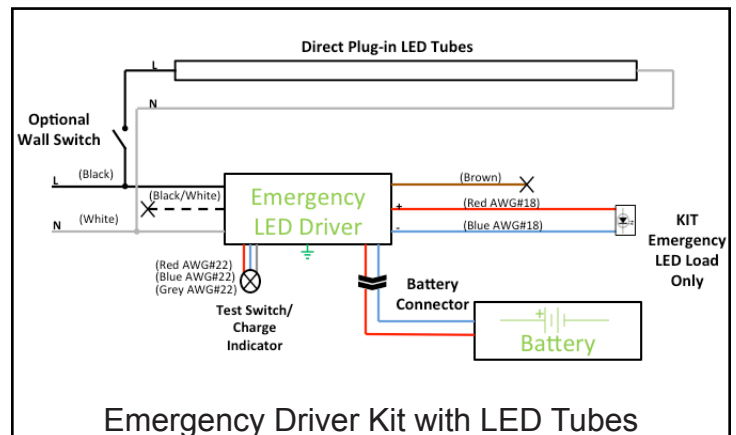 Direct Plug-in LED Tubes
L
N
Optional
Wall Switch
L
(Black)
(Black/White)
N
(White)
Emergency
LED Driver
(Brown)
+
(Red AWG#18)
-
(Blue AWG#18)
KIT
Emergency
LED Load
Only
(Red AWG#22)
(Blue AWG#22)
(Grey AWG#22)
Test Switch/
Charge
Indicator
Battery
Connector
+
Battery
Emergency Driver Kit with LED Tubes